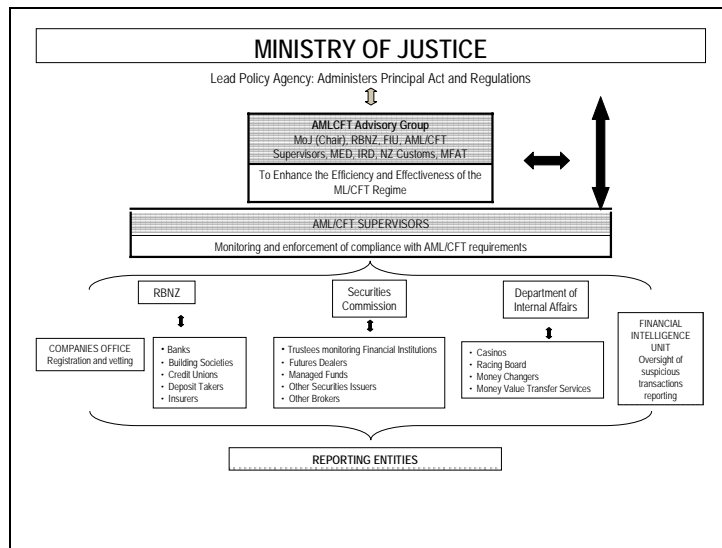 MINISTRY OF JUSTICE
Lead Policy Agency: Administers Principal Act and Regulations
AMLCFT Advisory Group
MoJ (Chair), RBNZ, FIU, AML/CFT
Supervisors, MED, IRD, NZ Customs, MFAT
To Enhance the Efficiency and Effectiveness of the
ML/CFT Regime
AML/CFT SUPERVISORS
Monitoring and enforcement of compliance with AML/CFT requirements
RBNZ
Securities
Commission
Department of
Internal Affairs
COMPANIES OFFICE
Registration and vetting
• Banks
• Building Societies
• Credit Unions
• Deposit Takers
• Insurers
• Trustees monitoring Financial Institutions
• Futures Dealers
• Managed Funds
• Other Securities Issuers
• Other Brokers
• Casinos
• Racing Board
• Money Changers
• Money Value Transfer Services
FINANCIAL
INTELLIGENCE
UNIT
Oversight of
suspicious
transactions
reporting
REPORTING ENTITIES